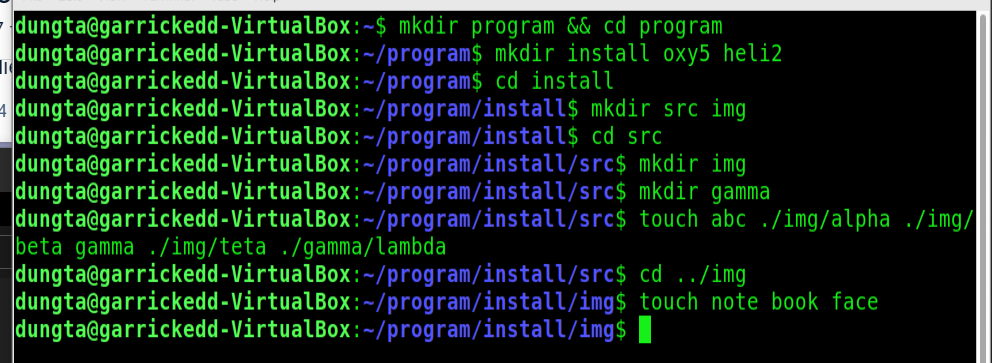 dungta@garrickedd-VirtualBox:~$ mkdir program && cd program
dungta@garrickedd-VirtualBox:~/program$ mkdir install oxy5 heli2
dungta@garrickedd-VirtualBox:~/program$ cd install
dungta@garrickedd-VirtualBox:~/program/install$ mkdir src img
dungta@garrickedd-VirtualBox:~/program/install$ cd src
dungta@garrickedd-VirtualBox:~/program/install/src$ mkdir img
dungta@garrickedd-VirtualBox:~/program/install/src$ mkdir gamma
dungta@garrickedd-VirtualBox:~/program/install/src$ touch abc ./img/alpha ./img/
beta gamma ./img/teta ./gamma/lambda
dungta@garrickedd-VirtualBox:~/program/install/src$ cd ../img
dungta@garrickedd-VirtualBox:~/program/install/img$ touch note book face
dungta@garrickedd-VirtualBox:~/program/install/img$